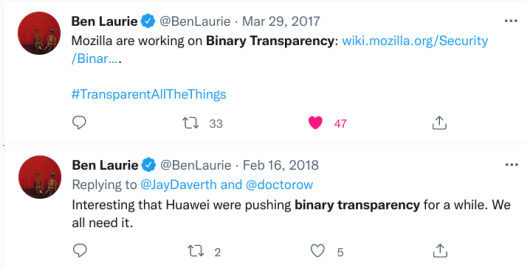 Ben Laurie @BenLaurie · Mar 29, 2017
Mozilla are working on Binary Transparency: wiki.mozilla.org/Security
/Binar....
#TransparentAllTheThings
33 47
Ben Laurie @BenLaurie · Feb 16, 2018
Replying to @JayDaverth and @doctorow
Interesting that Huawei were pushing binary transparency for a while. We
all need it.
2 5